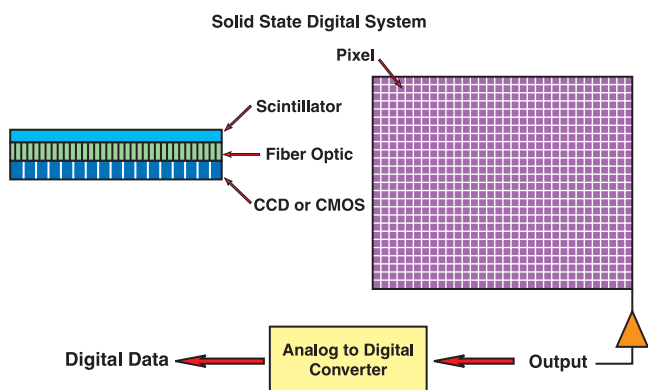 Solid State Digital System
Pixel
Scintillator
Fiber Optic
CCD or CMOS
Digital Data
Analog to Digital
Converter
Output